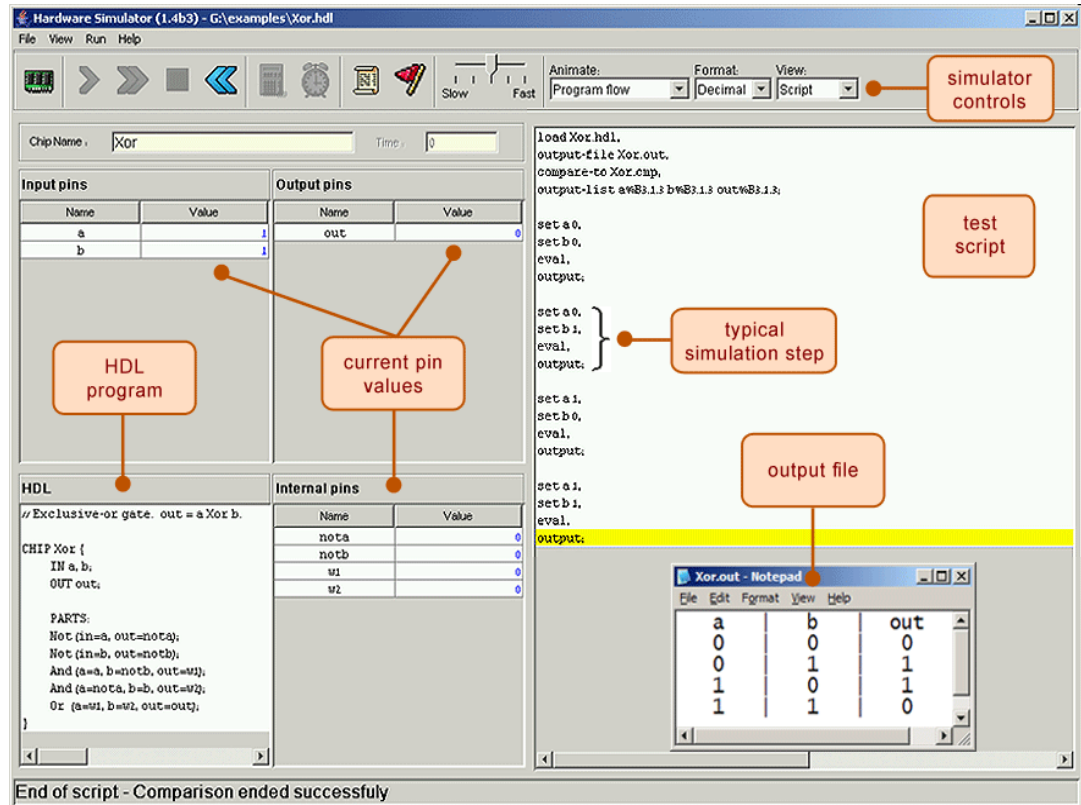 Hardware Simulator (1.4b3) - G:\examples\Xor.hdl
File View Run Help
Slow Fast
Animate: Format: View:
Program flow Decimal Script
simulator
controls
Chip Name : Xor Time : 0
Input pins
Name Value
a 1
b 1
Output pins
Name Value
out 0
HDL
program
current pin
values
HDL
// Exclusive-or gate. out = a Xor b.
CHIP Xor {
IN a, b;
OUT out;
PARTS:
Not (in=a, out=nota);
Not (in=b, out=notb);
And (a=a, b=notb, out=w1);
And (a=nota, b=b, out=w2);
Or (a=w1, b=w2, out=out);
}
Internal pins
Name Value
nota 0
notb 0
w1 0
w2 0
load Xor.hdl,
output-file Xor.out,
compare-to Xor.cmp,
output-list a%B3.1.3 b%B3.1.3 out%B3.1.3;
set a 0,
set b 0,
eval,
output;
set a 0,
set b 1,
eval,
output;
set a 1,
set b 0,
eval,
output;
set a 1,
set b 1,
eval,
output;
test
script
typical
simulation step
output file
Xor.out - Notepad
File Edit Format View Help
a | b | out
0 | 0 | 0
0 | 1 | 1
1 | 0 | 1
1 | 1 | 0
End of script - Comparison ended successfuly